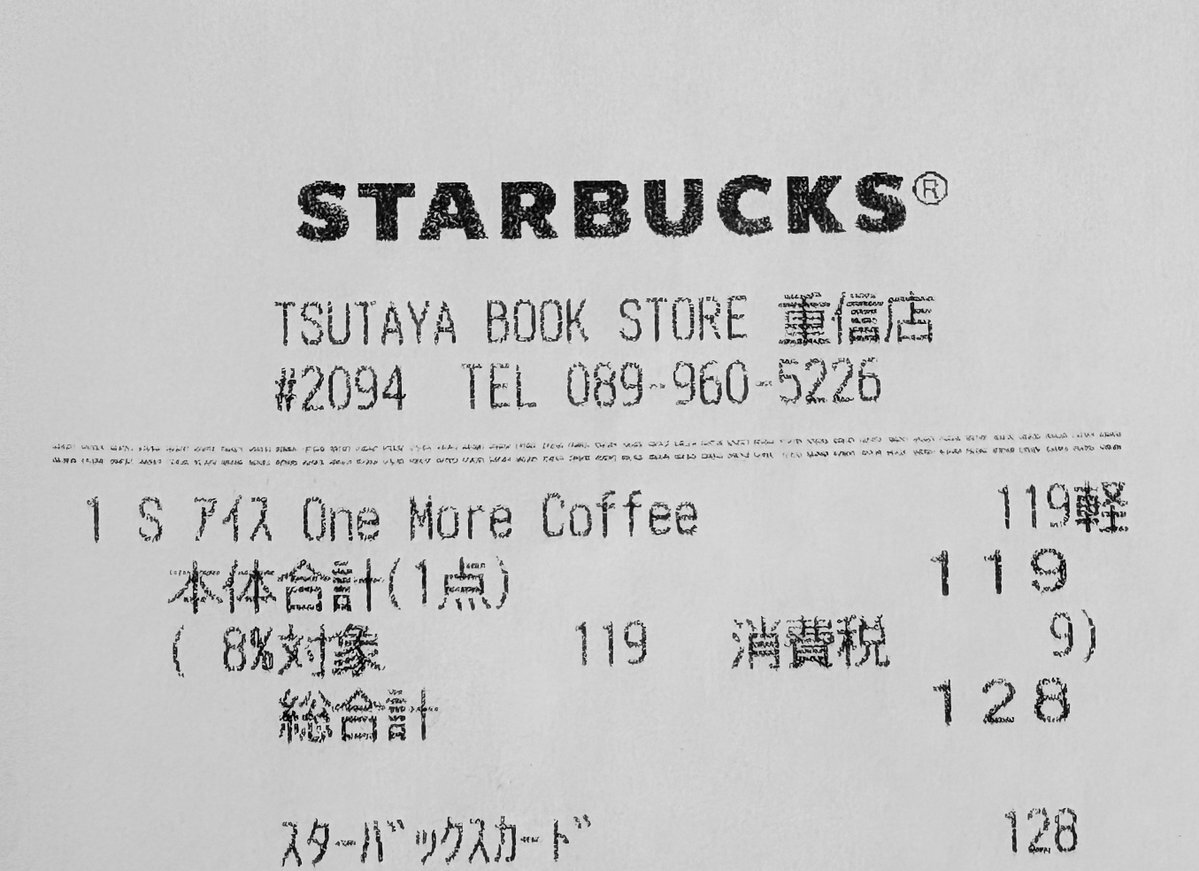 STARBUCKS®
TSUTAYA BOOK STORE 重信店
#2094 TEL 089-960-5226
1 S アイス One More Coffee 119軽
本体合計(1点) 119
( 8%対象 119 消費税 9)
総合計 128
スターバックスカード 128